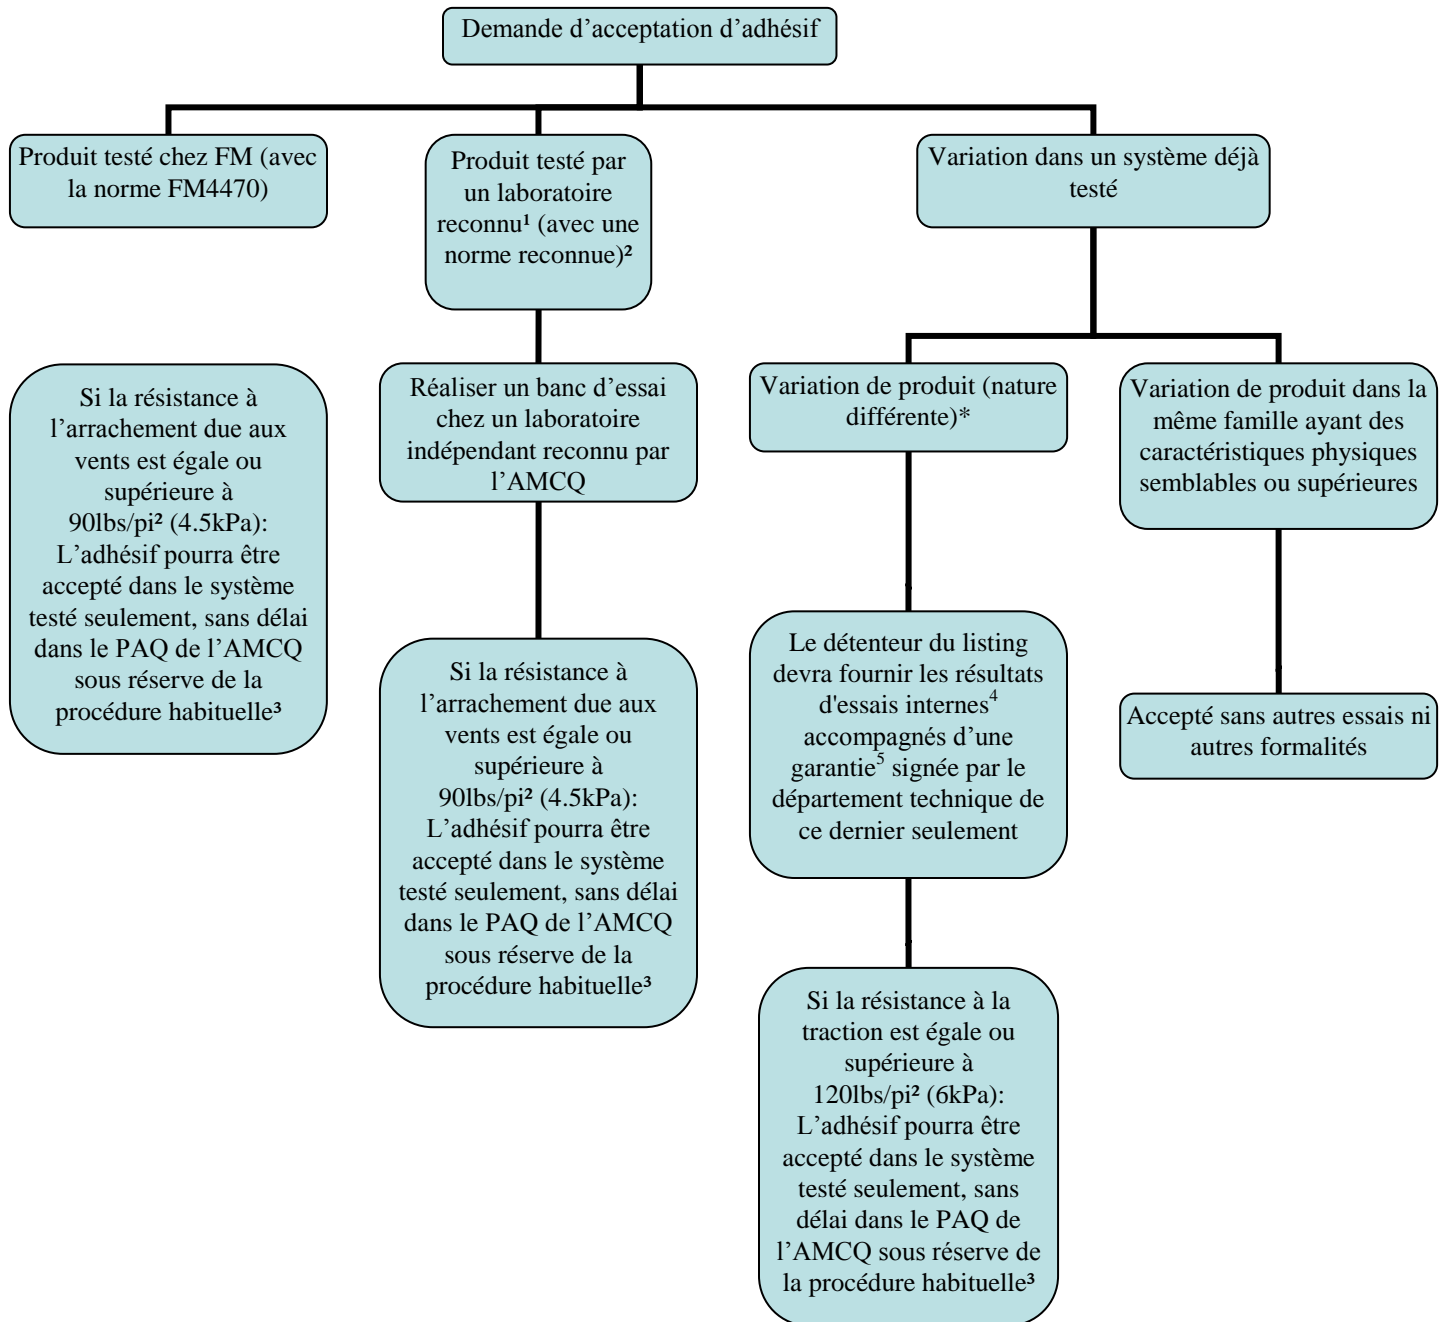 Demande d’acceptation d’adhésif
Produit testé chez FM (avec
la norme FM4470)
Produit testé par
un laboratoire
reconnu¹ (avec une
norme reconnue)²
Variation dans un système déjà
testé
Si la résistance à
l’arrachement due aux
vents est égale ou
supérieure à
90lbs/pi² (4.5kPa):
L’adhésif pourra être
accepté dans le système
testé seulement, sans délai
dans le PAQ de l’AMCQ
sous réserve de la
procédure habituelle³
Réaliser un banc d’essai
chez un laboratoire
indépendant reconnu par
l’AMCQ
Variation de produit (nature
différente)*
Variation de produit dans la
même famille ayant des
caractéristiques physiques
semblables ou supérieures
Si la résistance à
l’arrachement due aux
vents est égale ou
supérieure à
90lbs/pi² (4.5kPa):
L’adhésif pourra être
accepté dans le système
testé seulement, sans délai
dans le PAQ de l’AMCQ
sous réserve de la
procédure habituelle³
Le détenteur du listing
devra fournir les résultats
d'essais internes⁴
accompagnés d’une
garantie⁵ signée par le
département technique de
ce dernier seulement
Accepté sans autres essais ni
autres formalités
Si la résistance à la
traction est égale ou
supérieure à
120lbs/pi² (6kPa):
L’adhésif pourra être
accepté dans le système
testé seulement, sans
délai dans le PAQ de
l’AMCQ sous réserve de
la procédure habituelle³